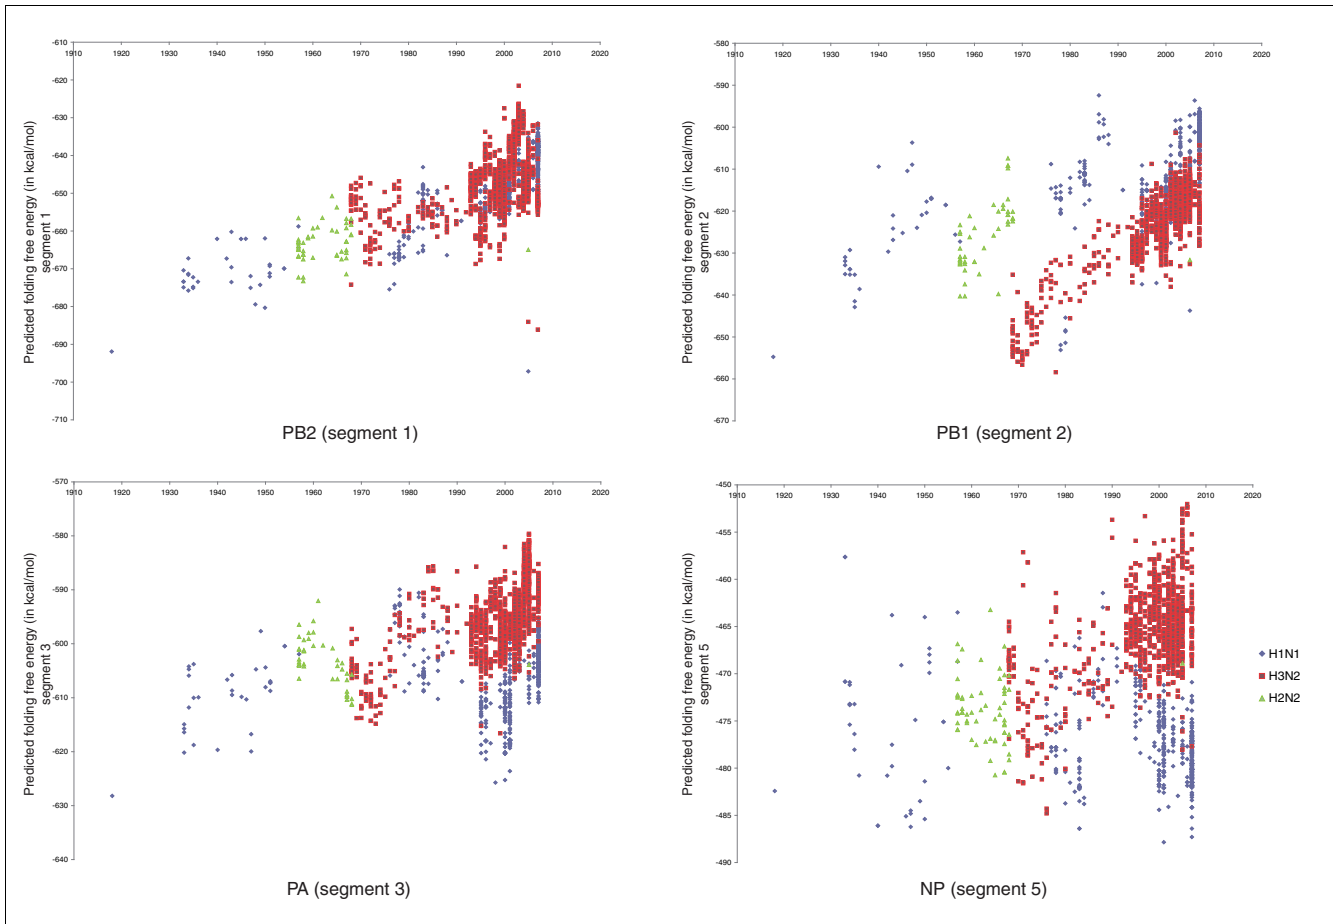 -610
1910 1920 1930 1940 1950 1960 1970 1980 1990 2000 2010 2020
-620
-630
-640
-650
-660
-670
-680
-690
-700
-710
Predicted folding free energy (in kcal/mol)
segment 1
PB2 (segment 1)
-580
1910 1920 1930 1940 1950 1960 1970 1980 1990 2000 2010 2020
-590
-600
-610
-620
-630
-640
-650
-660
-670
Predicted folding free energy (in kcal/mol)
segment 2
PB1 (segment 2)
-570
1910 1920 1930 1940 1950 1960 1970 1980 1990 2000 2010 2020
-580
-590
-600
-610
-620
-630
-640
Predicted folding free energy (in kcal/mol)
segment 3
PA (segment 3)
-450
1910 1920 1930 1940 1950 1960 1970 1980 1990 2000 2010 2020
-455
-460
-465
-470
-475
-480
-485
-490
Predicted folding free energy (in kcal/mol)
segment 5
NP (segment 5)
H1N1
H3N2
H2N2